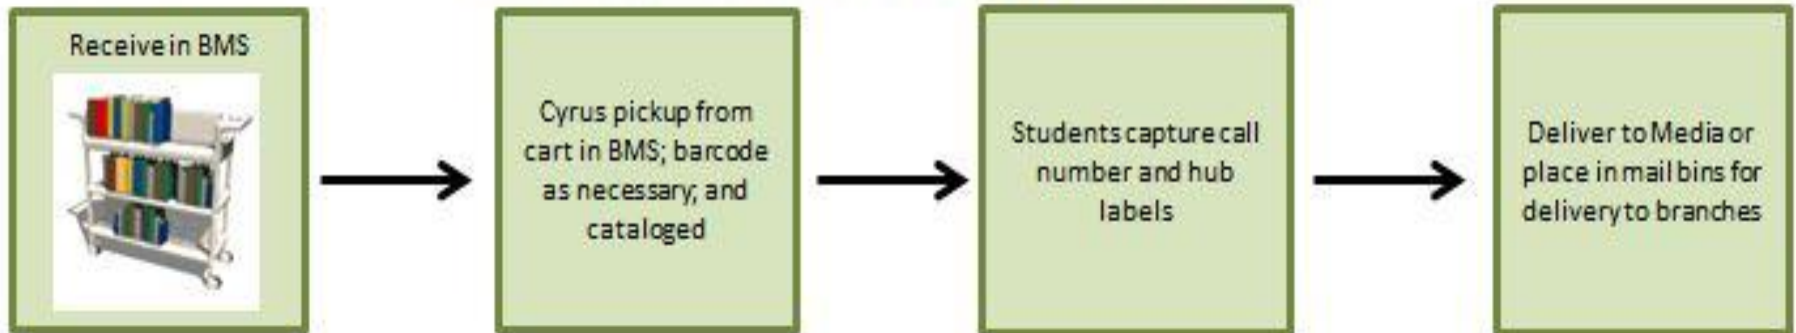 Receive in BMS
Cyrus pickup from
cart in BMS; barcode
as necessary; and
cataloged
Students capture call
number and hub
labels
Deliver to Media or
place in mail bins for
delivery to branches